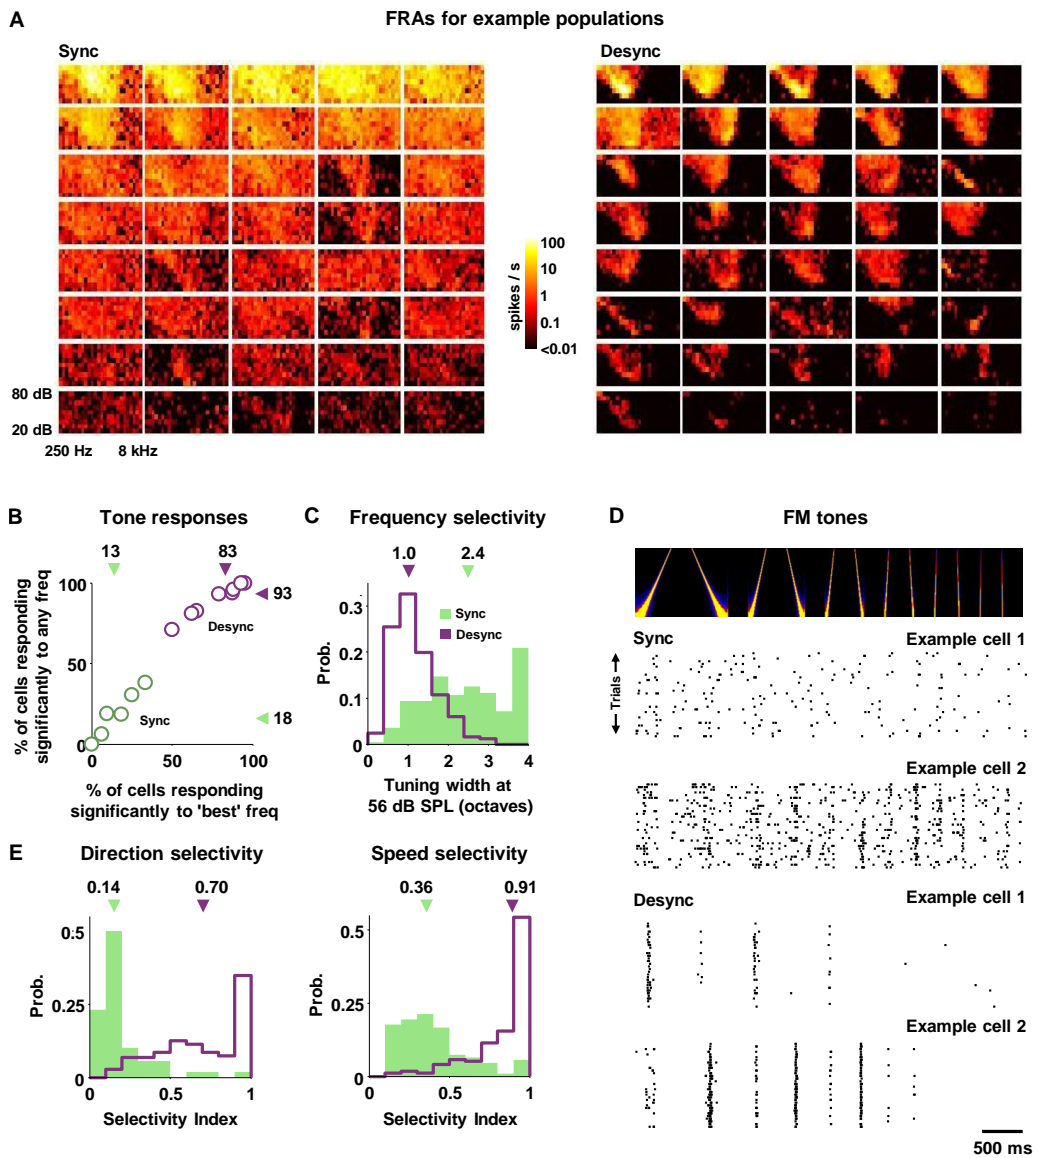 A
FRAs for example populations
Sync
Desync
100
10
1
0.1
<0.01
spikes / s
80 dB
20 dB
250 Hz
8 kHz
B
Tone responses
13
83
100
93
50
18
0
50
100
Desync
Sync
% of cells responding
significantly to any freq
% of cells responding
significantly to 'best' freq
C
Frequency selectivity
1.0
2.4
0.3
0.2
0.1
0
Sync
Desync
Prob.
0
1
2
3
4
Tuning width at
56 dB SPL (octaves)
D
FM tones
Sync
Example cell 1
Trials
Example cell 2
Desync
Example cell 1
Example cell 2
500 ms
E
Direction selectivity
0.14
0.70
0.5
0.25
0
Prob.
0
0.5
1
Selectivity Index
Speed selectivity
0.36
0.91
0.5
0.25
0
Prob.
0
0.5
1
Selectivity Index